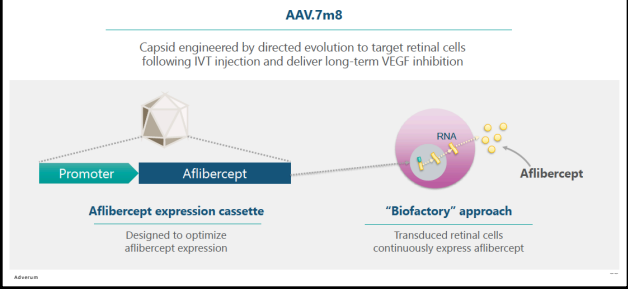 AAV.7m8
Capsid engineered by directed evolution to target retinal cells
following IVT injection and deliver long-term VEGF inhibition
RNA
Promoter
Aflibercept
Aflibercept
Aflibercept expression cassette
Designed to optimize
aflibercept expression
“Biofactory” approach
Transduced retinal cells
continuously express aflibercept
Adverum